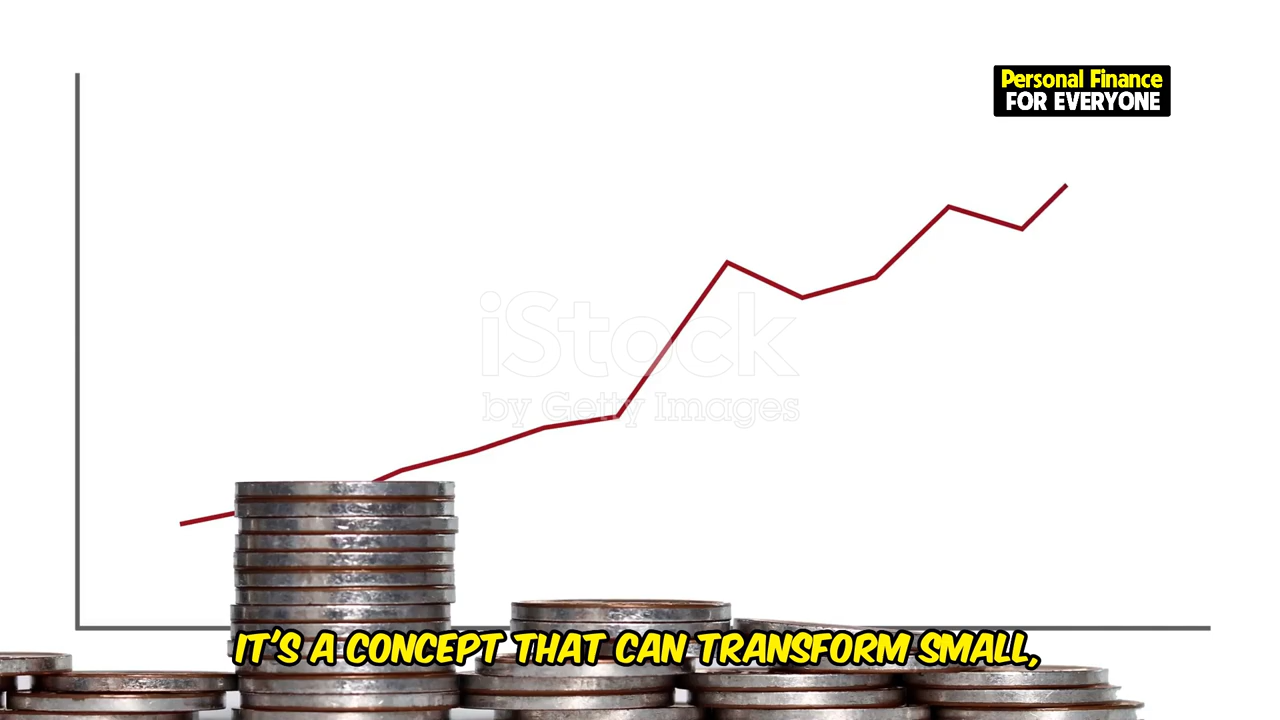 Personal Finance
FOR EVERYONE
iStock
by Getty Images
IT'S A CONCEPT THAT CAN TRANSFORM SMALL,